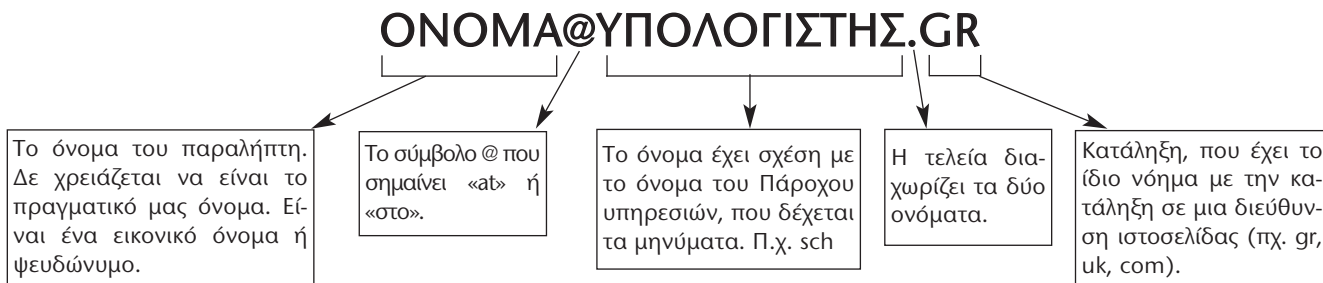 ΟΝΟΜΑ@ΥΠΟΛΟΓΙΣΤΗΣ.GR
Το όνομα του παραλήπτη.
Δε χρειάζεται να είναι το
πραγματικό μας όνομα. Εί-
ναι ένα εικονικό όνομα ή
ψευδώνυμο.
Το σύμβολο @ που
σημαίνει «at» ή
«στο».
Το όνομα έχει σχέση με
το όνομα του Πάροχου
υπηρεσιών, που δέχεται
τα μηνύματα. Π.χ. sch
Η τελεία δια-
χωρίζει τα δύο
ονόματα.
Κατάληξη, που έχει το
ίδιο νόημα με την κα-
τάληξη σε μια διεύθυν-
ση ιστοσελίδας (πχ. gr,
uk, com).